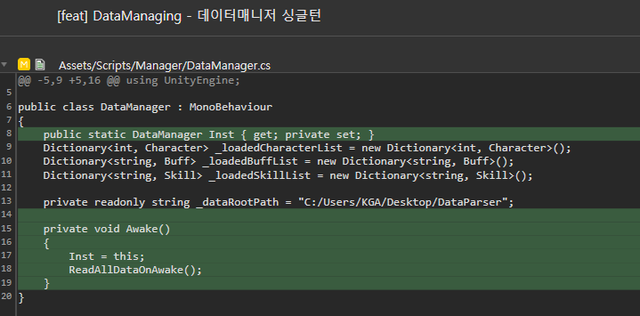 [feat] DataManaging - 데이터매니저 싱글턴
M Assets/Scripts/Manager/DataManager.cs
@@ -5,9 +5,16 @@ using UnityEngine;
5
6 public class DataManager : MonoBehaviour
7 {
8     public static DataManager Inst { get; private set; }
9     Dictionary<int, Character> _loadedCharacterList = new Dictionary<int, Character>();
10     Dictionary<string, Buff> _loadedBuffList = new Dictionary<string, Buff>();
11     Dictionary<string, Skill> _loadedSkillList = new Dictionary<string, Skill>();
12
13     private readonly string _dataRootPath = "C:/Users/KGA/Desktop/DataParser";
14
15     private void Awake()
16     {
17         Inst = this;
18         ReadAllDataOnAwake();
19     }
20 }